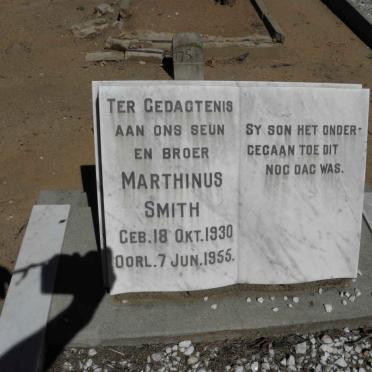 TER GEDAGTENIS
AAN ONS SEUN
EN BROER
MARTHINUS
SMITH
GEB. 18 OKT. 1930
OORL. 7 JUN. 1955.
SY SON HET ONDER-
GEGAAN TOE DIT
NOG DAG WAS.